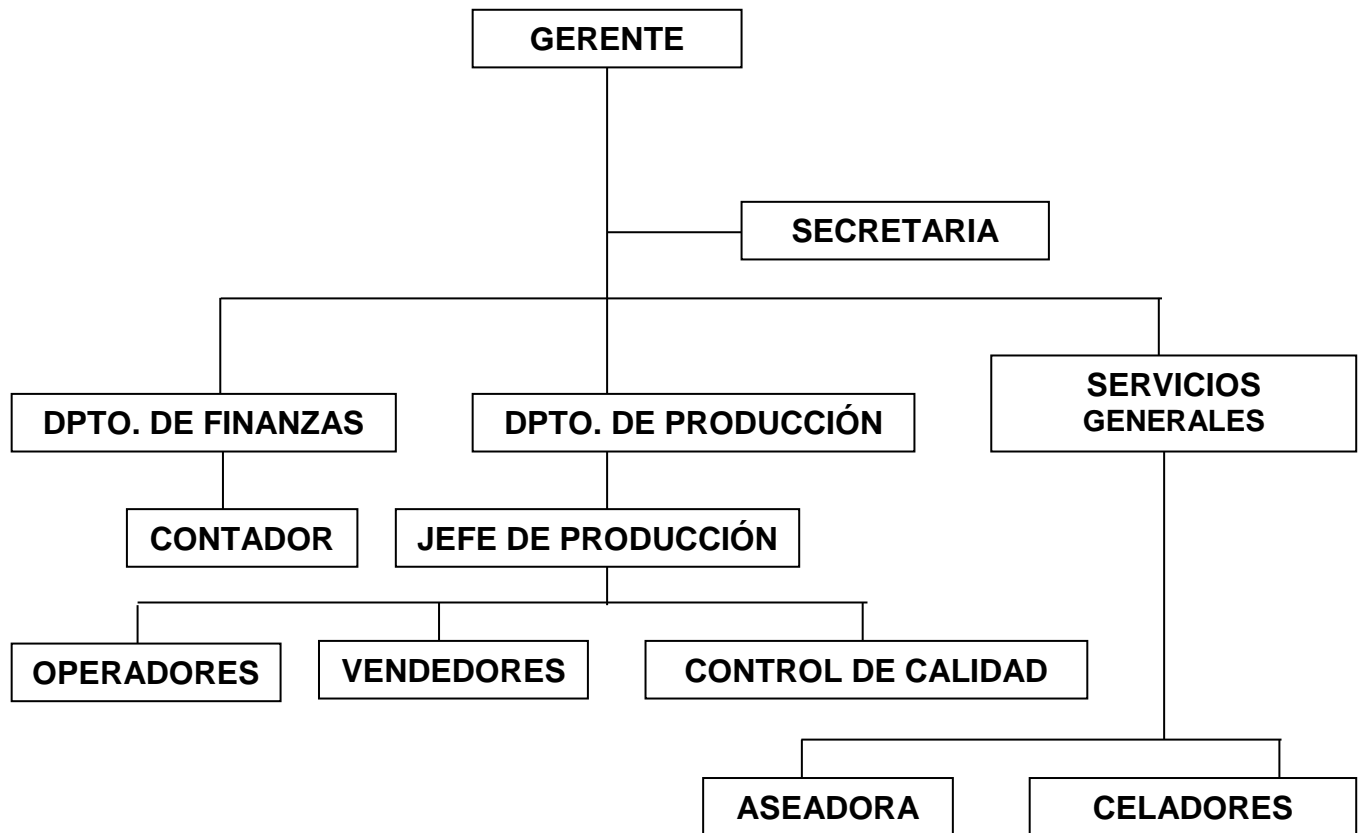 GERENTE
SECRETARIA
DPTO. DE FINANZAS
DPTO. DE PRODUCCIÓN
SERVICIOS
GENERALES
CONTADOR
JEFE DE PRODUCCIÓN
OPERADORES
VENDEDORES
CONTROL DE CALIDAD
ASEADORA
CELADORES